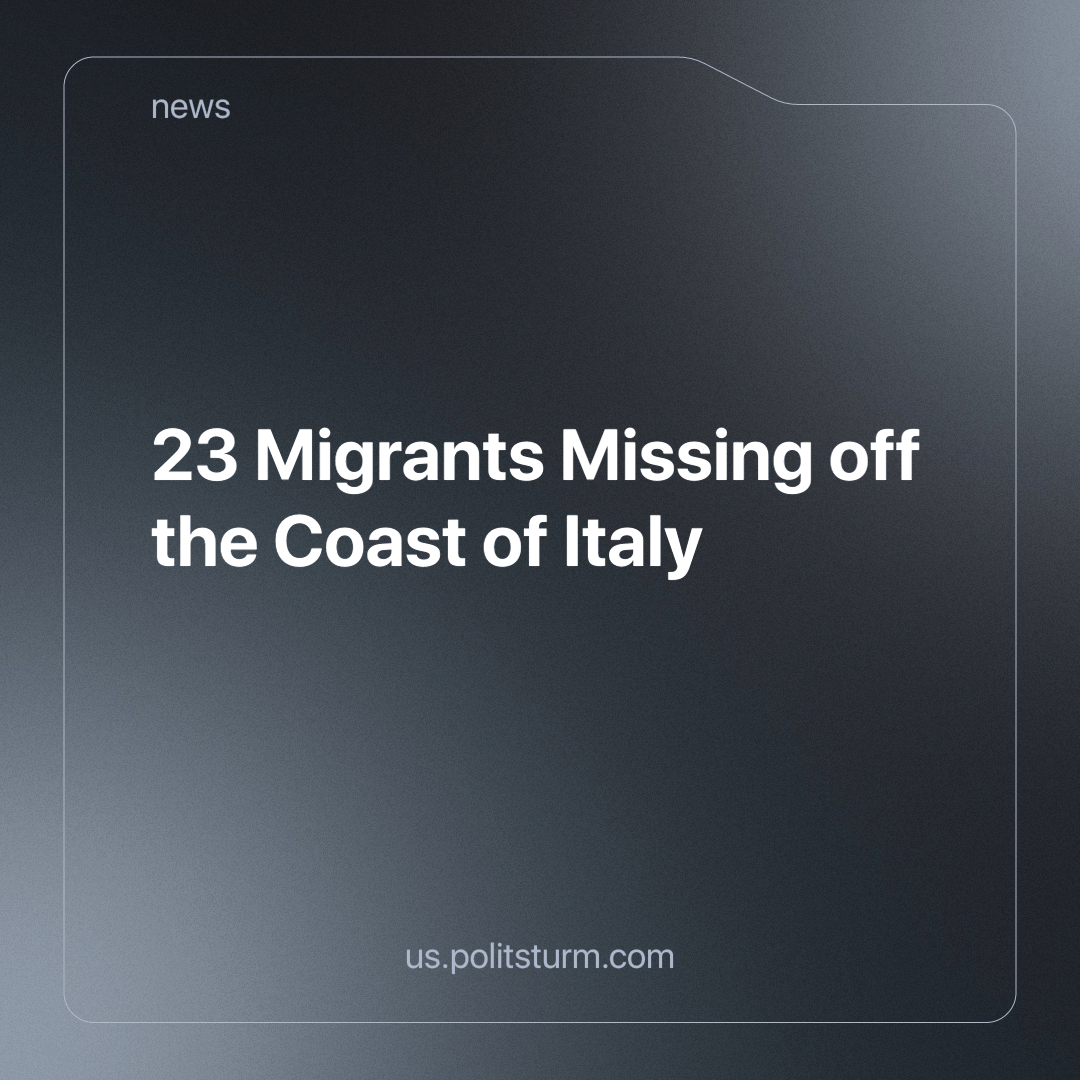 news
23 Migrants Missing off
the Coast of Italy
us.politsturm.com